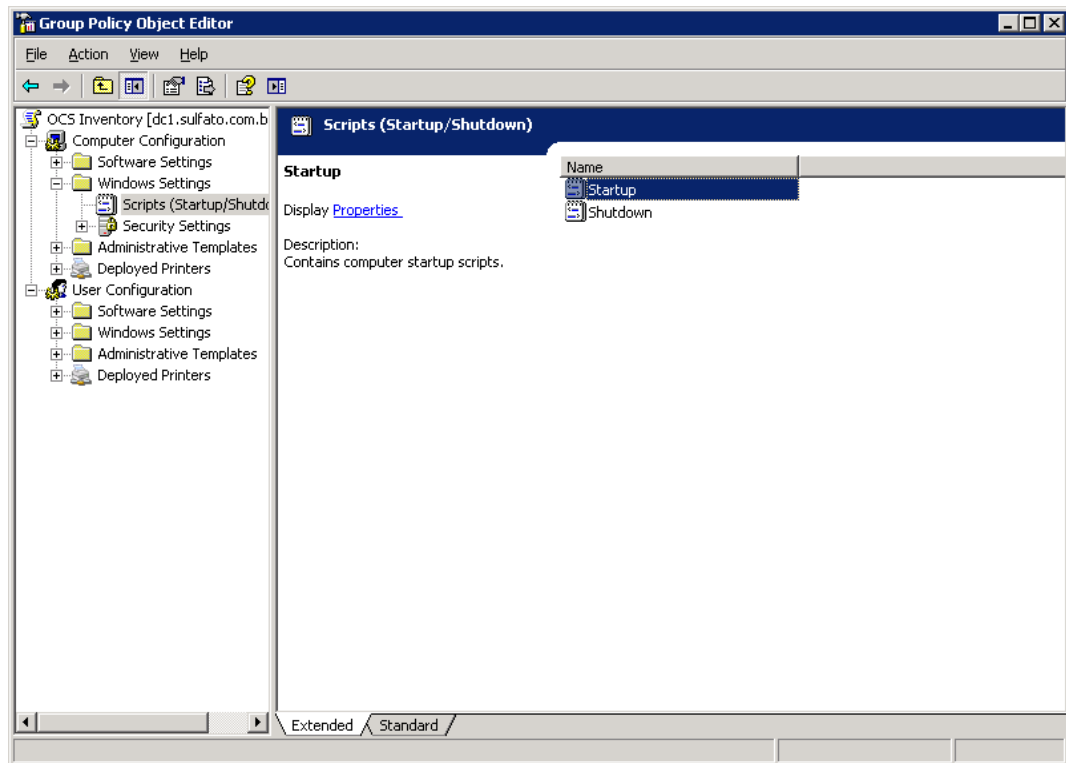 Group Policy Object Editor
File Action View Help
OCS Inventory [dc1.sulfato.com.b
Computer Configuration
Software Settings
Windows Settings
Scripts (Startup/Shutdo
Security Settings
Administrative Templates
Deployed Printers
User Configuration
Software Settings
Windows Settings
Administrative Templates
Deployed Printers
Scripts (Startup/Shutdown)
Startup
Display Properties
Description:
Contains computer startup scripts.
Name
Startup
Shutdown
Extended Standard